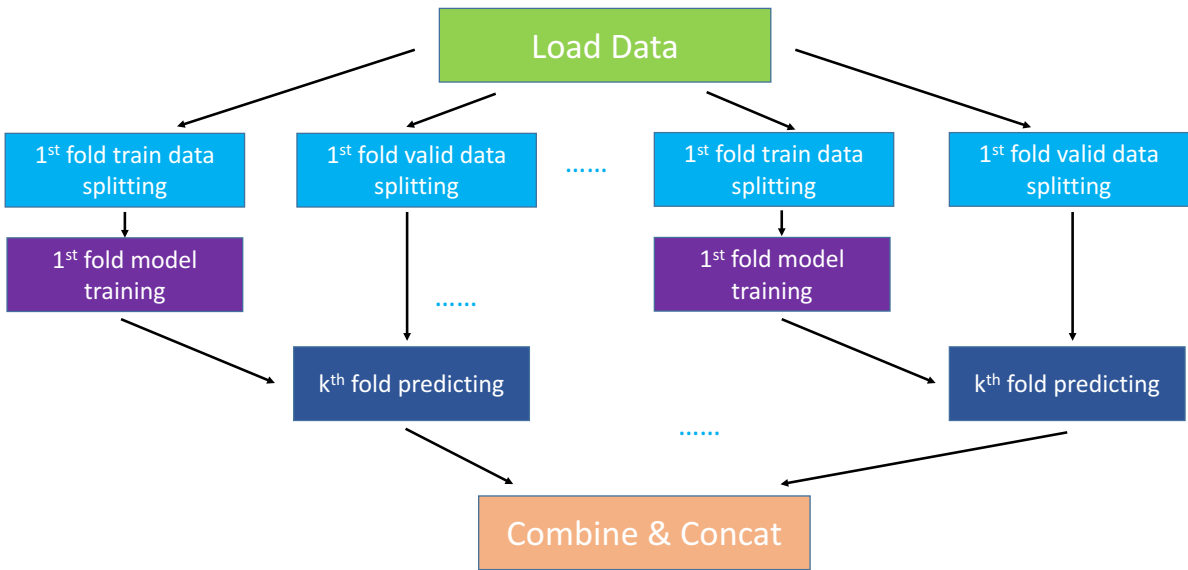 Load Data
1st fold train data
splitting
1st fold valid data
splitting
......
1st fold train data
splitting
1st fold valid data
splitting
1st fold model
training
......
1st fold model
training
kth fold predicting
kth fold predicting
......
Combine & Concat